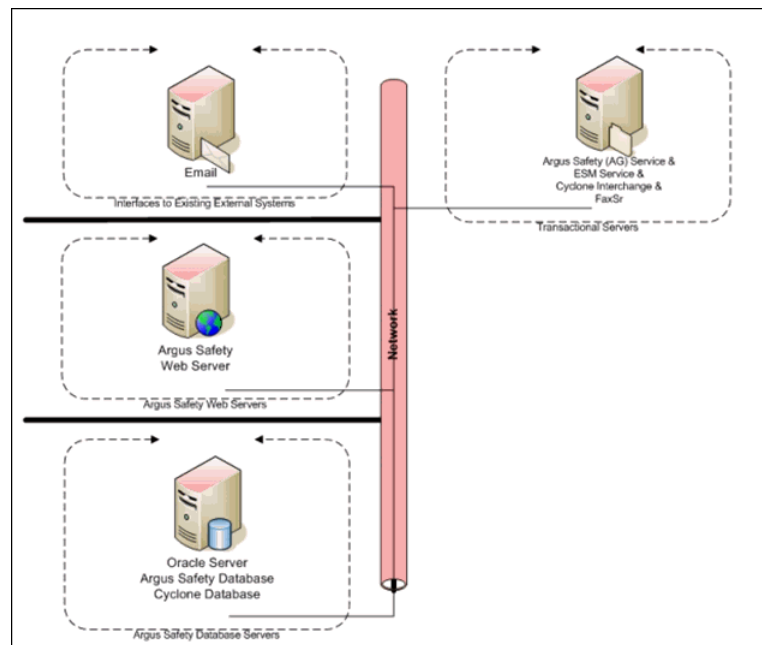 Email
Interfaces to Existing External Systems
Argus Safety (AG) Service &
ESM Service &
Cyclone Interchange &
FaxSr
Transactional Servers
Network
Argus Safety
Web Server
Argus Safety Web Servers
Oracle Server
Argus Safety Database
Cyclone Database
Argus Safety Database Servers